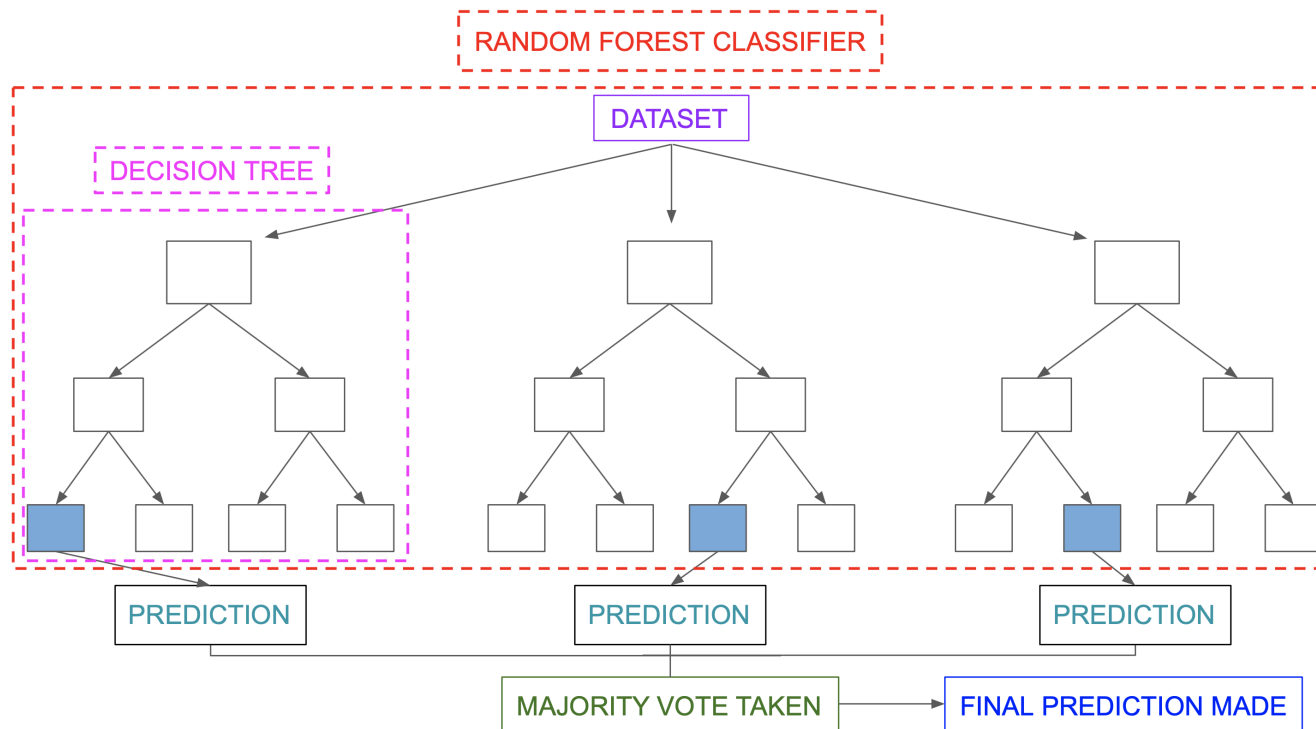 RANDOM FOREST CLASSIFIER
DATASET
DECISION TREE
PREDICTION
PREDICTION
PREDICTION
MAJORITY VOTE TAKEN
FINAL PREDICTION MADE